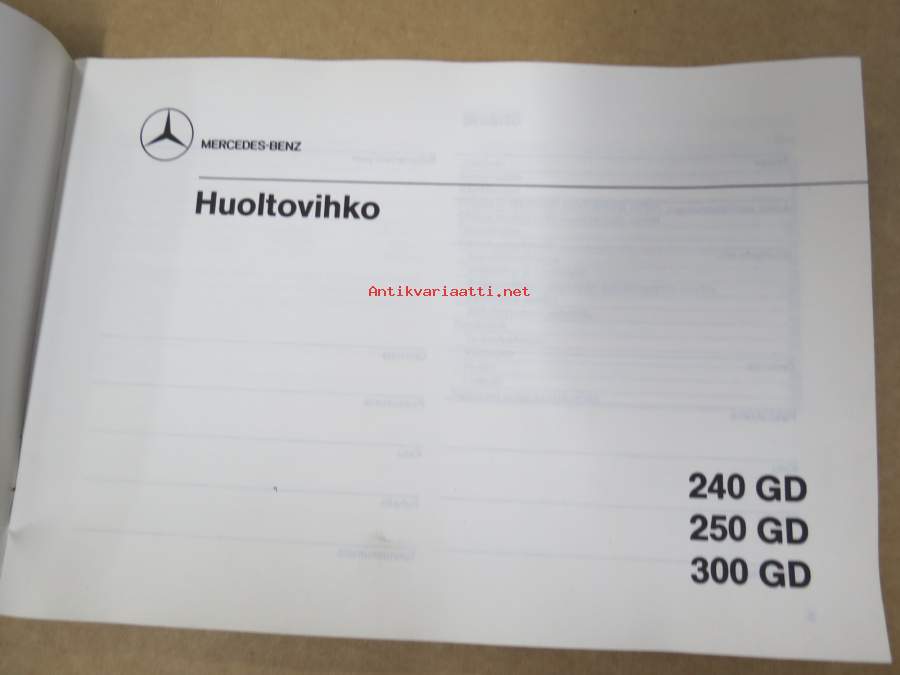 MERCEDES-BENZ
Huoltovihko
Antikvariaatti.net
240 GD
250 GD
300 GD